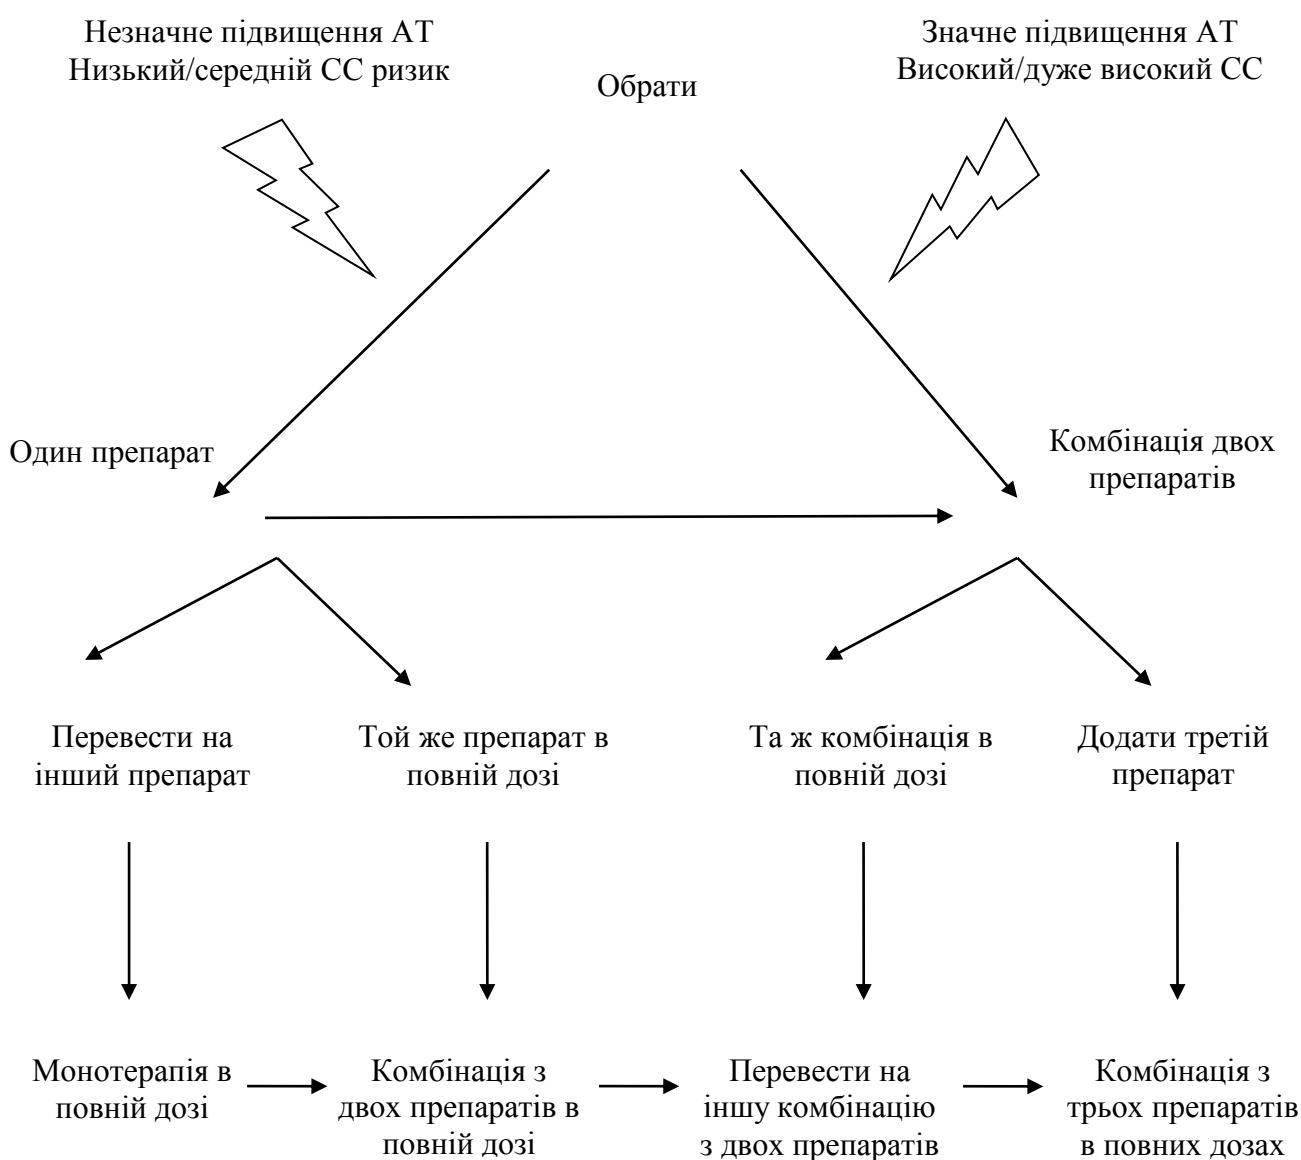 Незначне підвищення АТ
Низький/середній СС ризик
Обрати
Значне підвищення АТ
Високий/дуже високий СС
Один препарат
Комбінація двох
препаратів
Перевести на
інший препарат
Той же препарат в
повній дозі
Та ж комбінація в
повній дозі
Додати третій
препарат
Монотерапія в
повній дозі
Комбінація з
двох препаратів в
повній дозі
Перевести на
іншу комбінацію
з двох препаратів
Комбінація з
трьох препаратів
в повних дозах